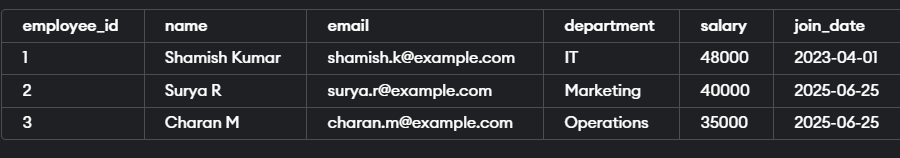 employee_id name email department salary join_date
1 Shamish Kumar shamish.k@example.com IT 48000 2023-04-01
2 Surya R surya.r@example.com Marketing 40000 2025-06-25
3 Charan M charan.m@example.com Operations 35000 2025-06-25